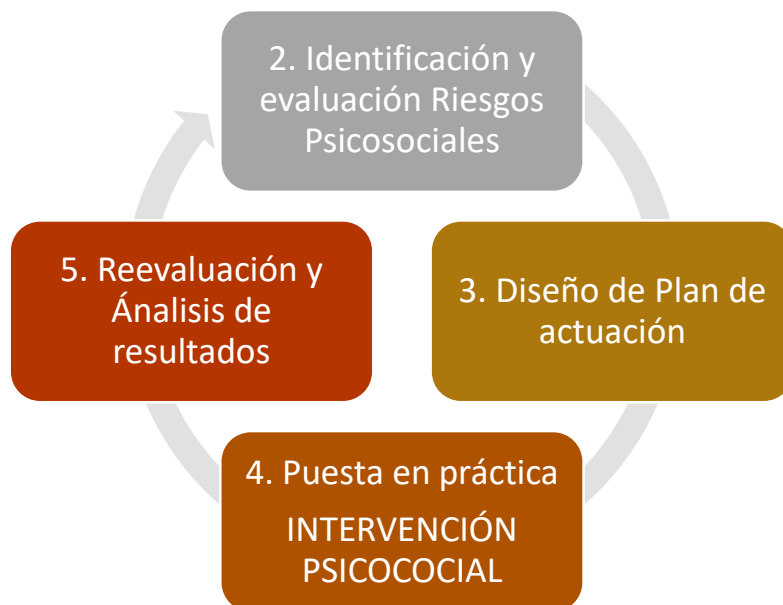 2. Identificación y
evaluación Riesgos
Psicosociales
3. Diseño de Plan de
actuación
4. Puesta en práctica
INTERVENCIÓN
PSICOCOCIAL
5. Reevaluación y
Ánalisis de
resultados